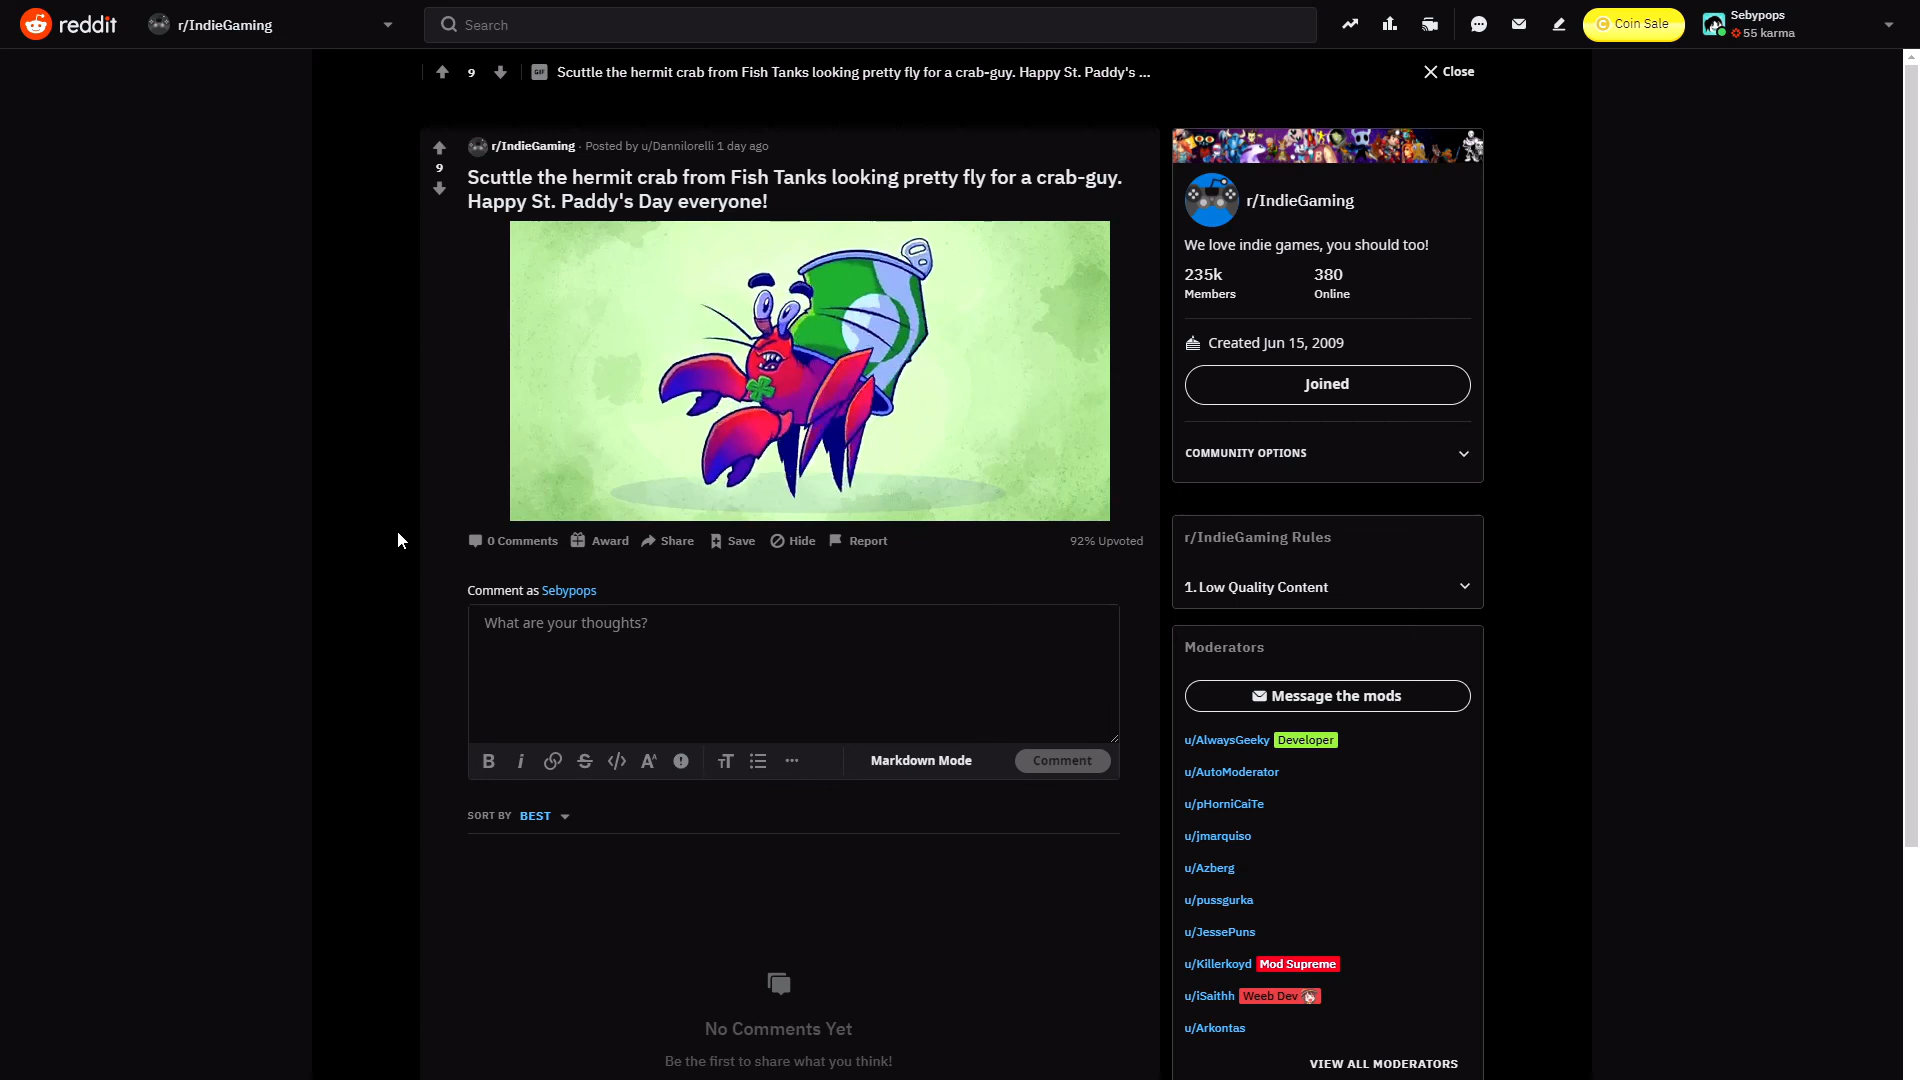 reddit
r/IndieGaming
Search
Coin Sale
Sebypops
55 karma
9
GIF
Scuttle the hermit crab from Fish Tanks looking pretty fly for a crab-guy. Happy St. Paddy's ...
Close
r/IndieGaming · Posted by u/Dannilorelli 1 day ago
9
Scuttle the hermit crab from Fish Tanks looking pretty fly for a crab-guy.
Happy St. Paddy's Day everyone!
0 Comments Award Share Save Hide Report
92% Upvoted
Comment as Sebypops
What are your thoughts?
Markdown Mode
Comment
SORT BY BEST
No Comments Yet
Be the first to share what you think!
r/IndieGaming
We love indie games, you should too!
235k
Members
380
Online
Created Jun 15, 2009
Joined
COMMUNITY OPTIONS
r/IndieGaming Rules
1. Low Quality Content
Moderators
Message the mods
u/AlwaysGeeky Developer
u/AutoModerator
u/pHorniCaiTe
u/jmarquiso
u/Azberg
u/pussgurka
u/JessePuns
u/Killerkoyd Mod Supreme
u/iSaithh Weeb Dev
u/Arkontas
VIEW ALL MODERATORS